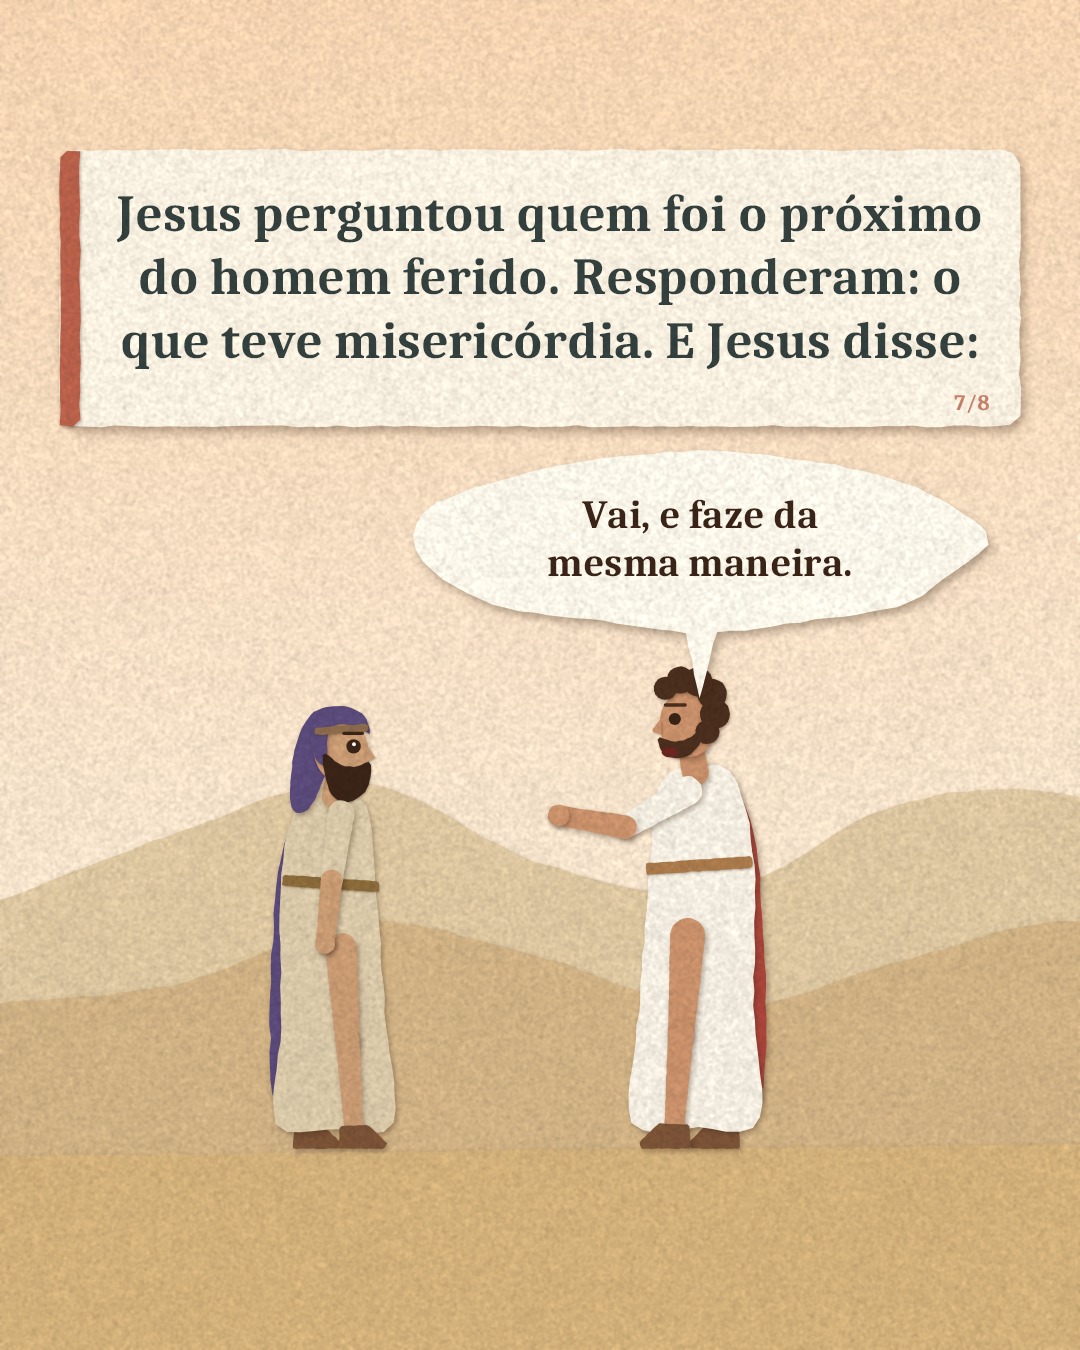 Jesus perguntou quem foi o próximo
do homem ferido. Responderam: o
que teve misericórdia. E Jesus disse:
7/8
Vai, e faze da
mesma maneira.